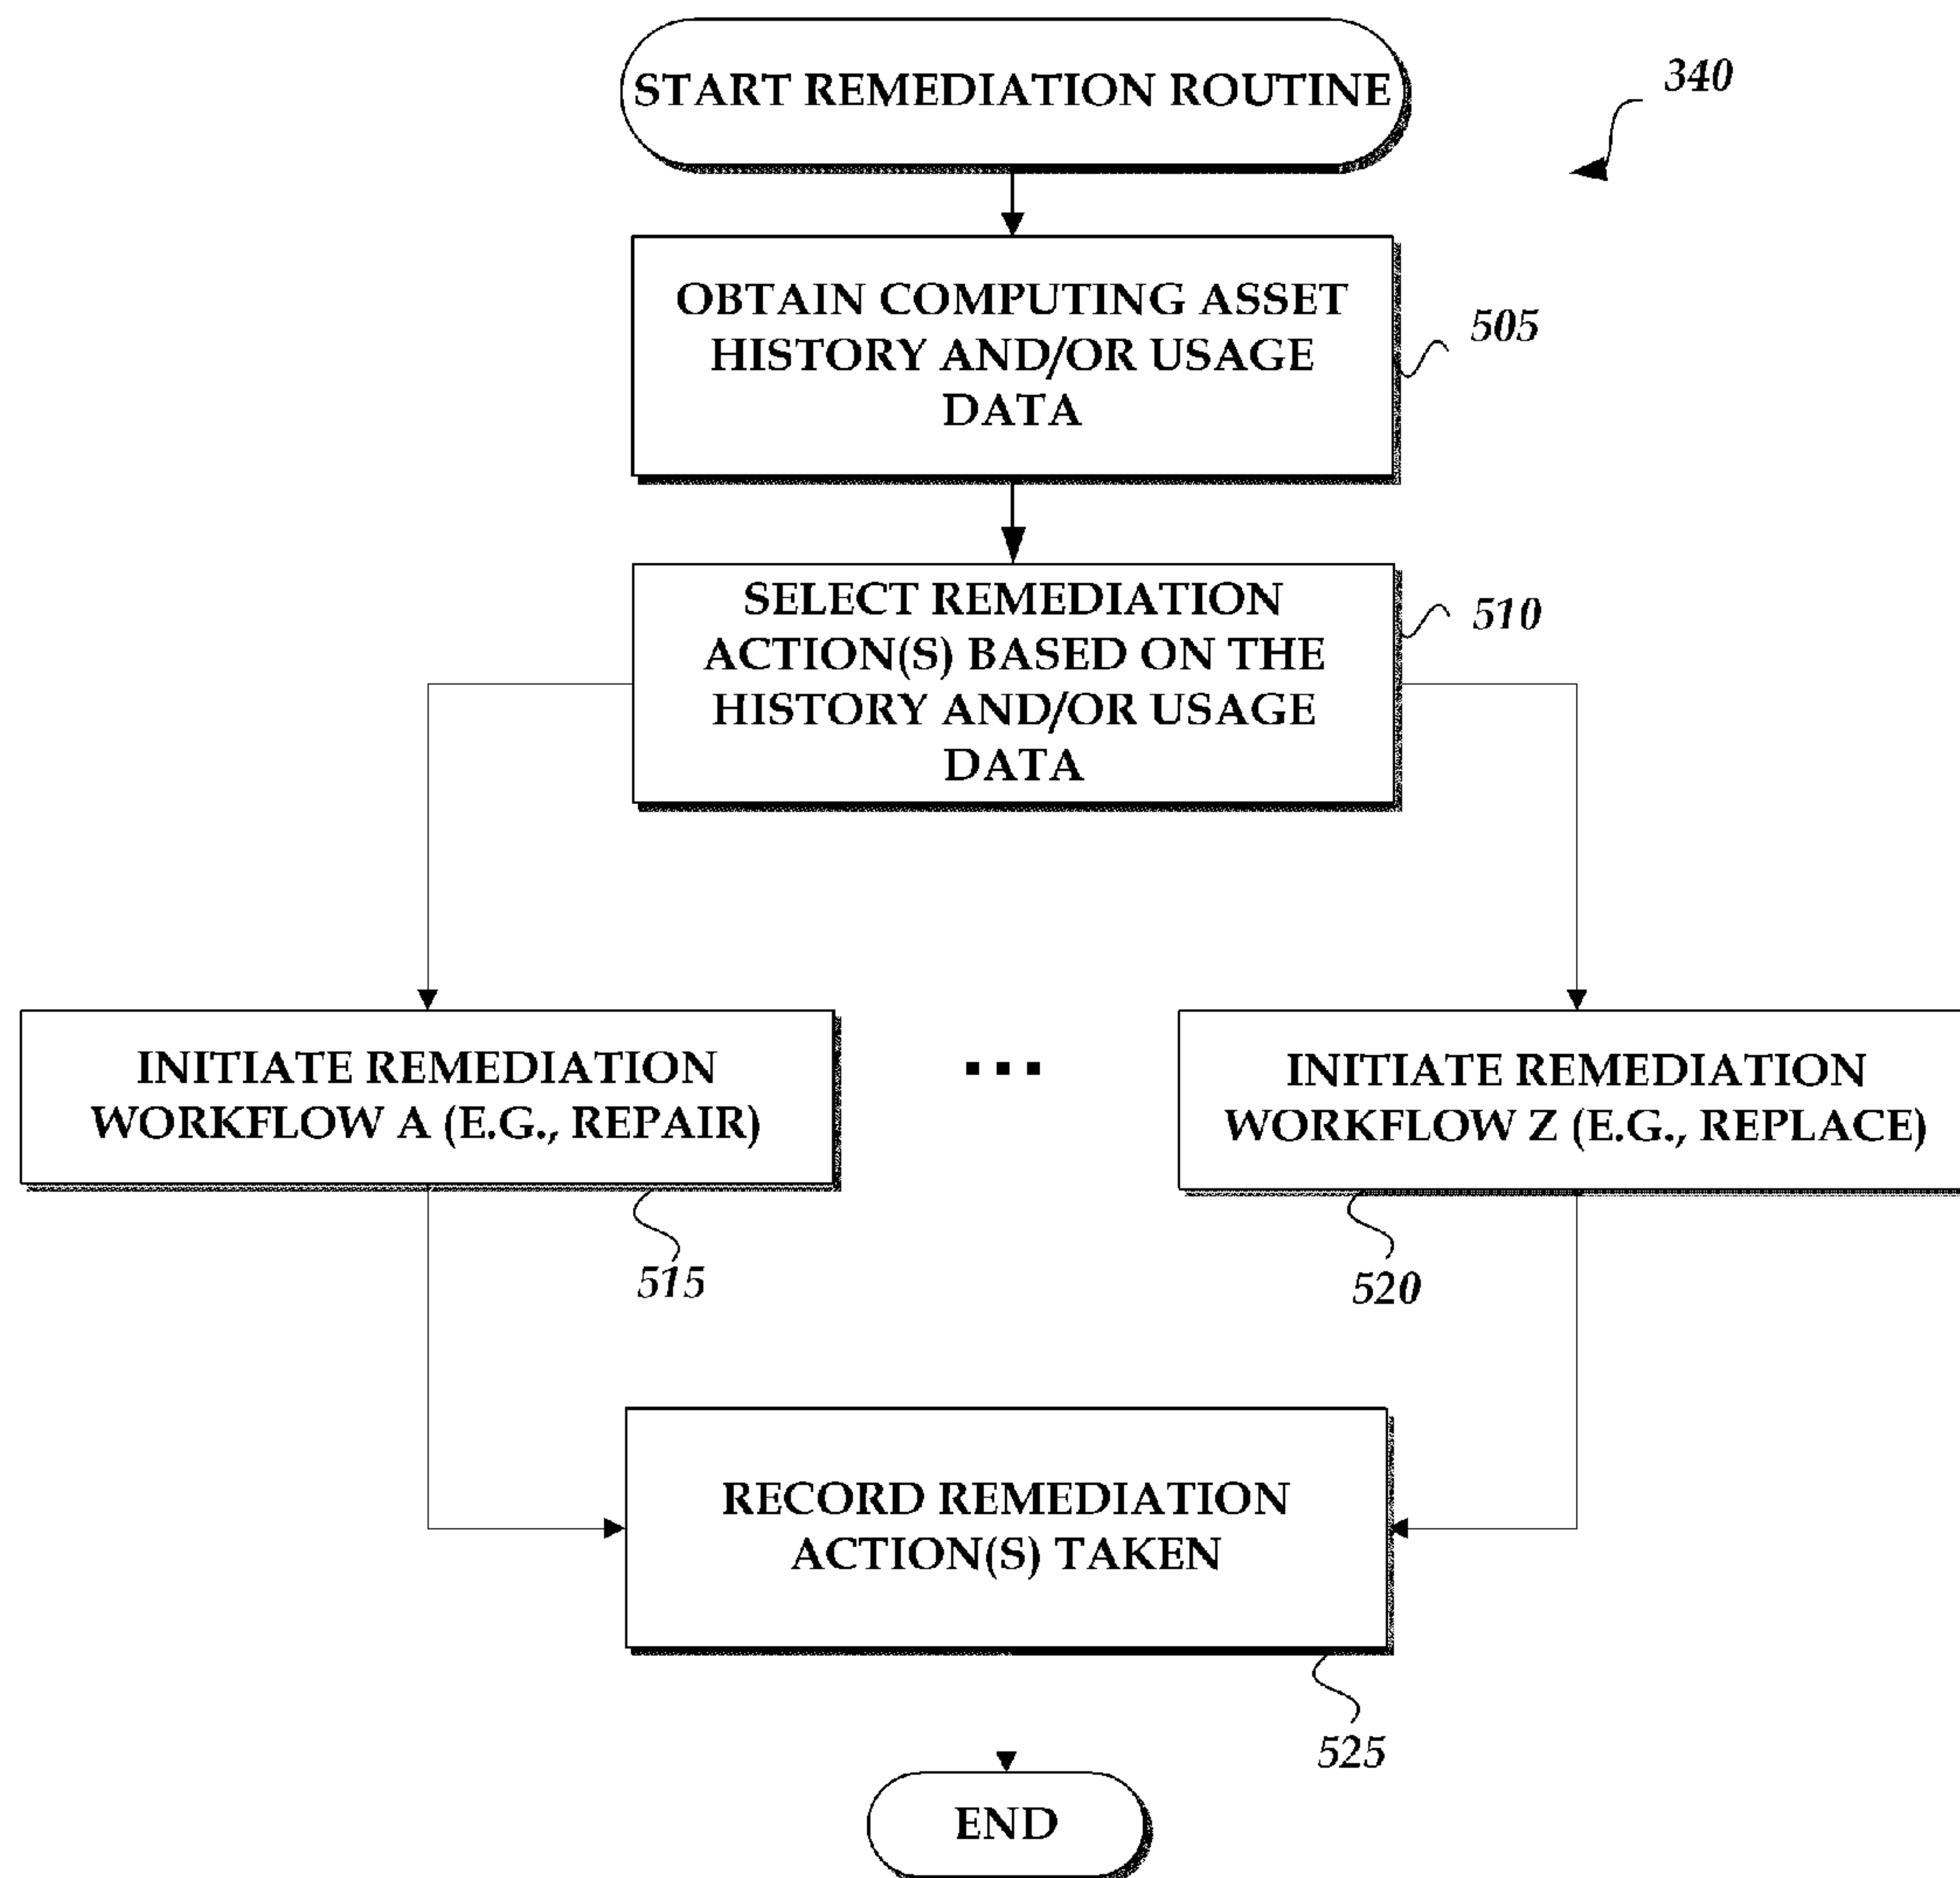 START REMEDIATION ROUTINE
340
OBTAIN COMPUTING ASSET
HISTORY AND/OR USAGE
DATA
505
SELECT REMEDIATION
ACTION(S) BASED ON THE
HISTORY AND/OR USAGE
DATA
510
INITIATE REMEDIATION
WORKFLOW A (E.G., REPAIR)
515
...
INITIATE REMEDIATION
WORKFLOW Z (E.G., REPLACE)
520
RECORD REMEDIATION
ACTION(S) TAKEN
525
END